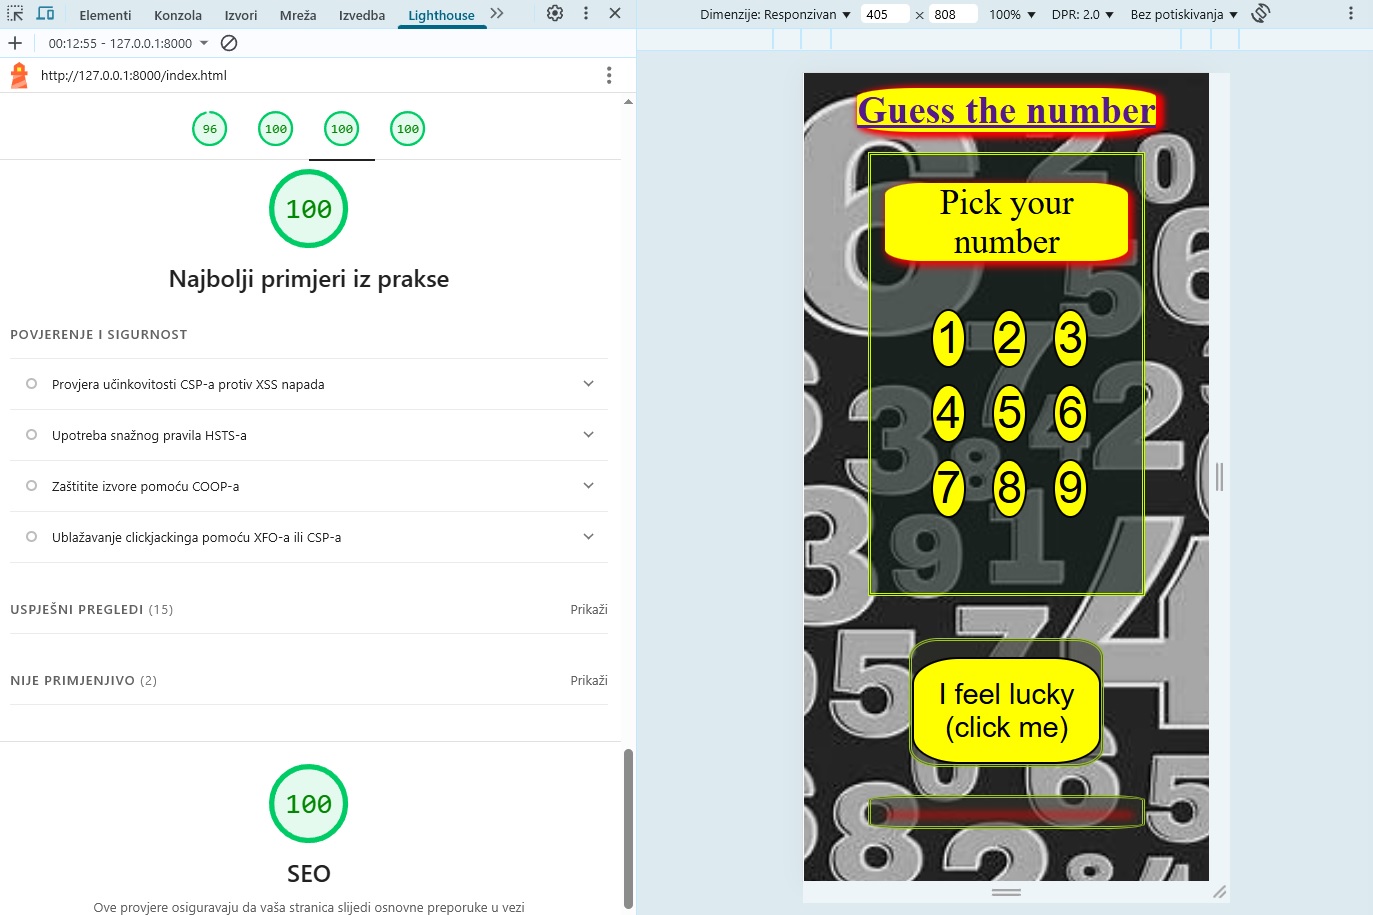 Elementi Konzola Izvori Mreža Izvedba Lighthouse
00:12:55 - 127.0.0.1:8000
http://127.0.0.1:8000/index.html
96 100 100 100
100
Najbolji primjeri iz prakse
POVJERENJE I SIGURNOST
Provjera učinkovitosti CSP-a protiv XSS napada
Upotreba snažnog pravila HSTS-a
Zaštitite izvore pomoću COOP-a
Ublažavanje clickjackinga pomoću XFO-a ili CSP-a
USPJEŠNI PREGLEDI (15) Prikaži
NIJE PRIMJENJIVO (2) Prikaži
100
SEO
Ove provjere osiguravaju da vaša stranica slijedi osnovne preporuke u vezi
Dimenzije: Responzivan 405 × 808 100% DPR: 2.0 Bez potiskivanja
Guess the number
Pick your
number
1 2 3
4 5 6
7 8 9
I feel lucky
(click me)